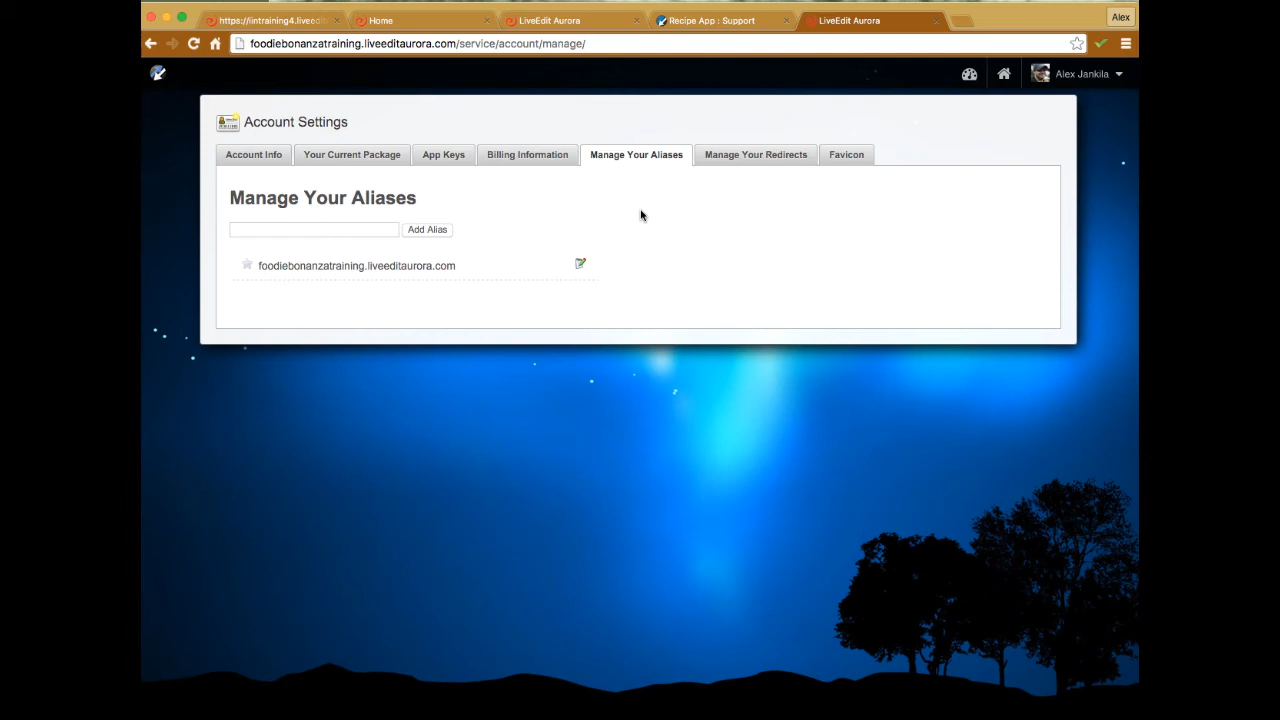 https://iintraining4.liveedit
Home
LiveEdit Aurora
Recipe App : Support
LiveEdit Aurora
Alex
foodiebonanzatraining.liveeditaurora.com/service/account/manage/
Alex Jankila
Account Settings
Account Info
Your Current Package
App Keys
Billing Information
Manage Your Aliases
Manage Your Redirects
Favicon
Manage Your Aliases
Add Alias
foodiebonanzatraining.liveeditaurora.com